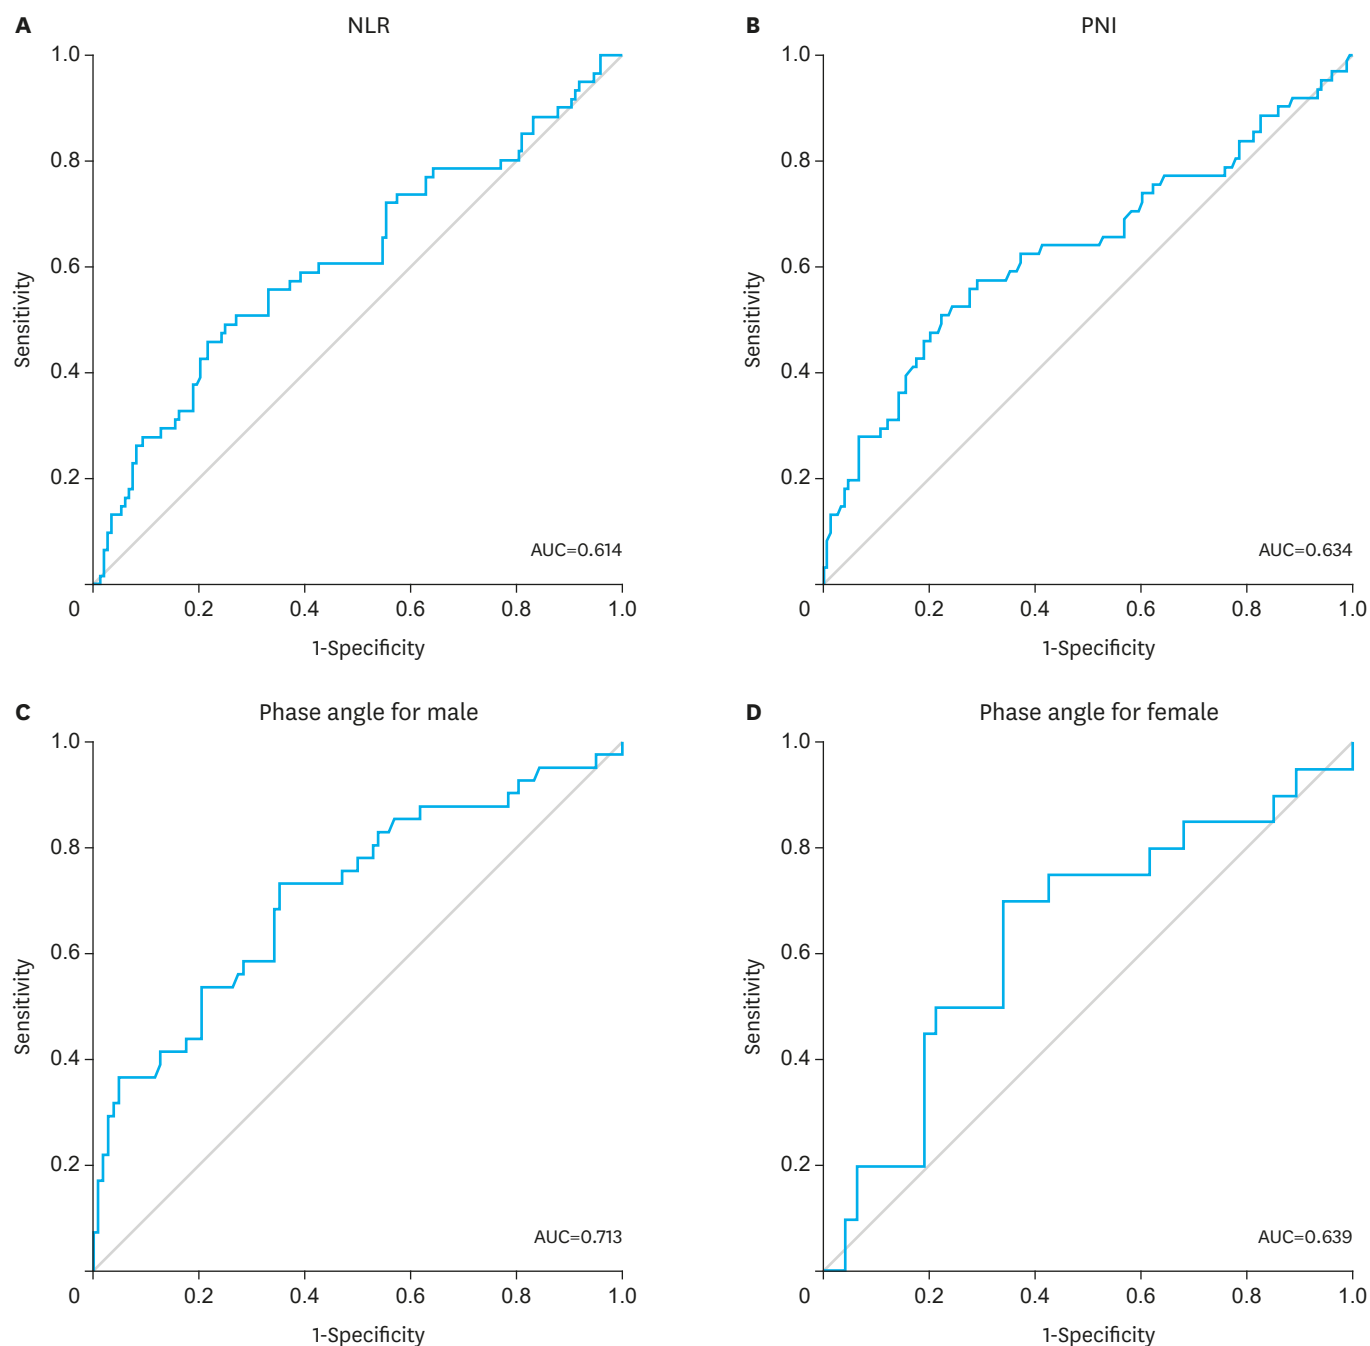 A
NLR
1.0
0.8
0.6
0.4
0.2
0
0.2
0.4
0.6
0.8
1.0
Sensitivity
1-Specificity
AUC=0.614
B
PNI
1.0
0.8
0.6
0.4
0.2
0
0.2
0.4
0.6
0.8
1.0
Sensitivity
1-Specificity
AUC=0.634
C
Phase angle for male
1.0
0.8
0.6
0.4
0.2
0
0.2
0.4
0.6
0.8
1.0
Sensitivity
1-Specificity
AUC=0.713
D
Phase angle for female
1.0
0.8
0.6
0.4
0.2
0
0.2
0.4
0.6
0.8
1.0
Sensitivity
1-Specificity
AUC=0.639